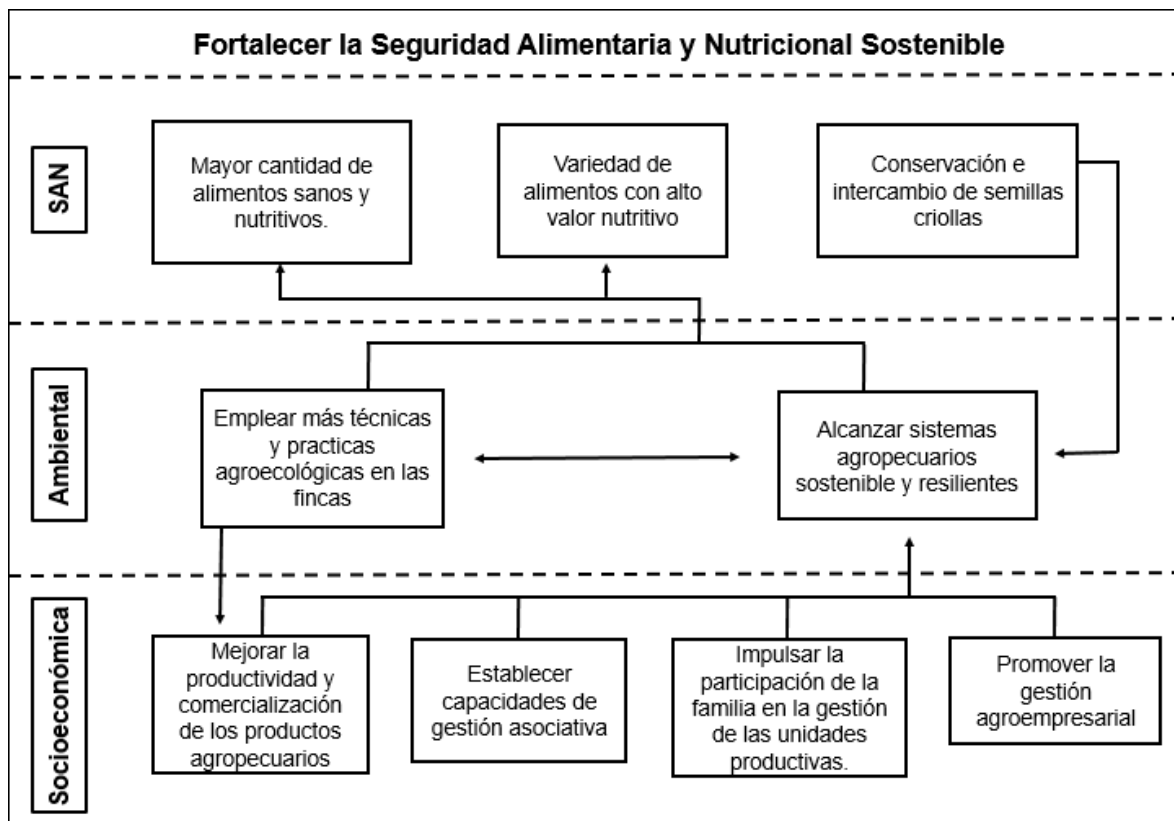 Fortalecer la Seguridad Alimentaria y Nutricional Sostenible
SAN
Mayor cantidad de
alimentos sanos y
nutritivos.
Variedad de
alimentos con alto
valor nutritivo
Conservación e
intercambio de semillas
criollas
Ambiental
Emplear más técnicas
y practicas
agroecológicas en las
fincas
Alcanzar sistemas
agropecuarios
sostenible y resilientes
Socioeconómica
Mejorar la
productividad y
comercialización
de los productos
agropecuarios
Establecer
capacidades de
gestión asociativa
Impulsar la
participación de la
familia en la gestión
de las unidades
productivas.
Promover la
gestión
agroempresarial